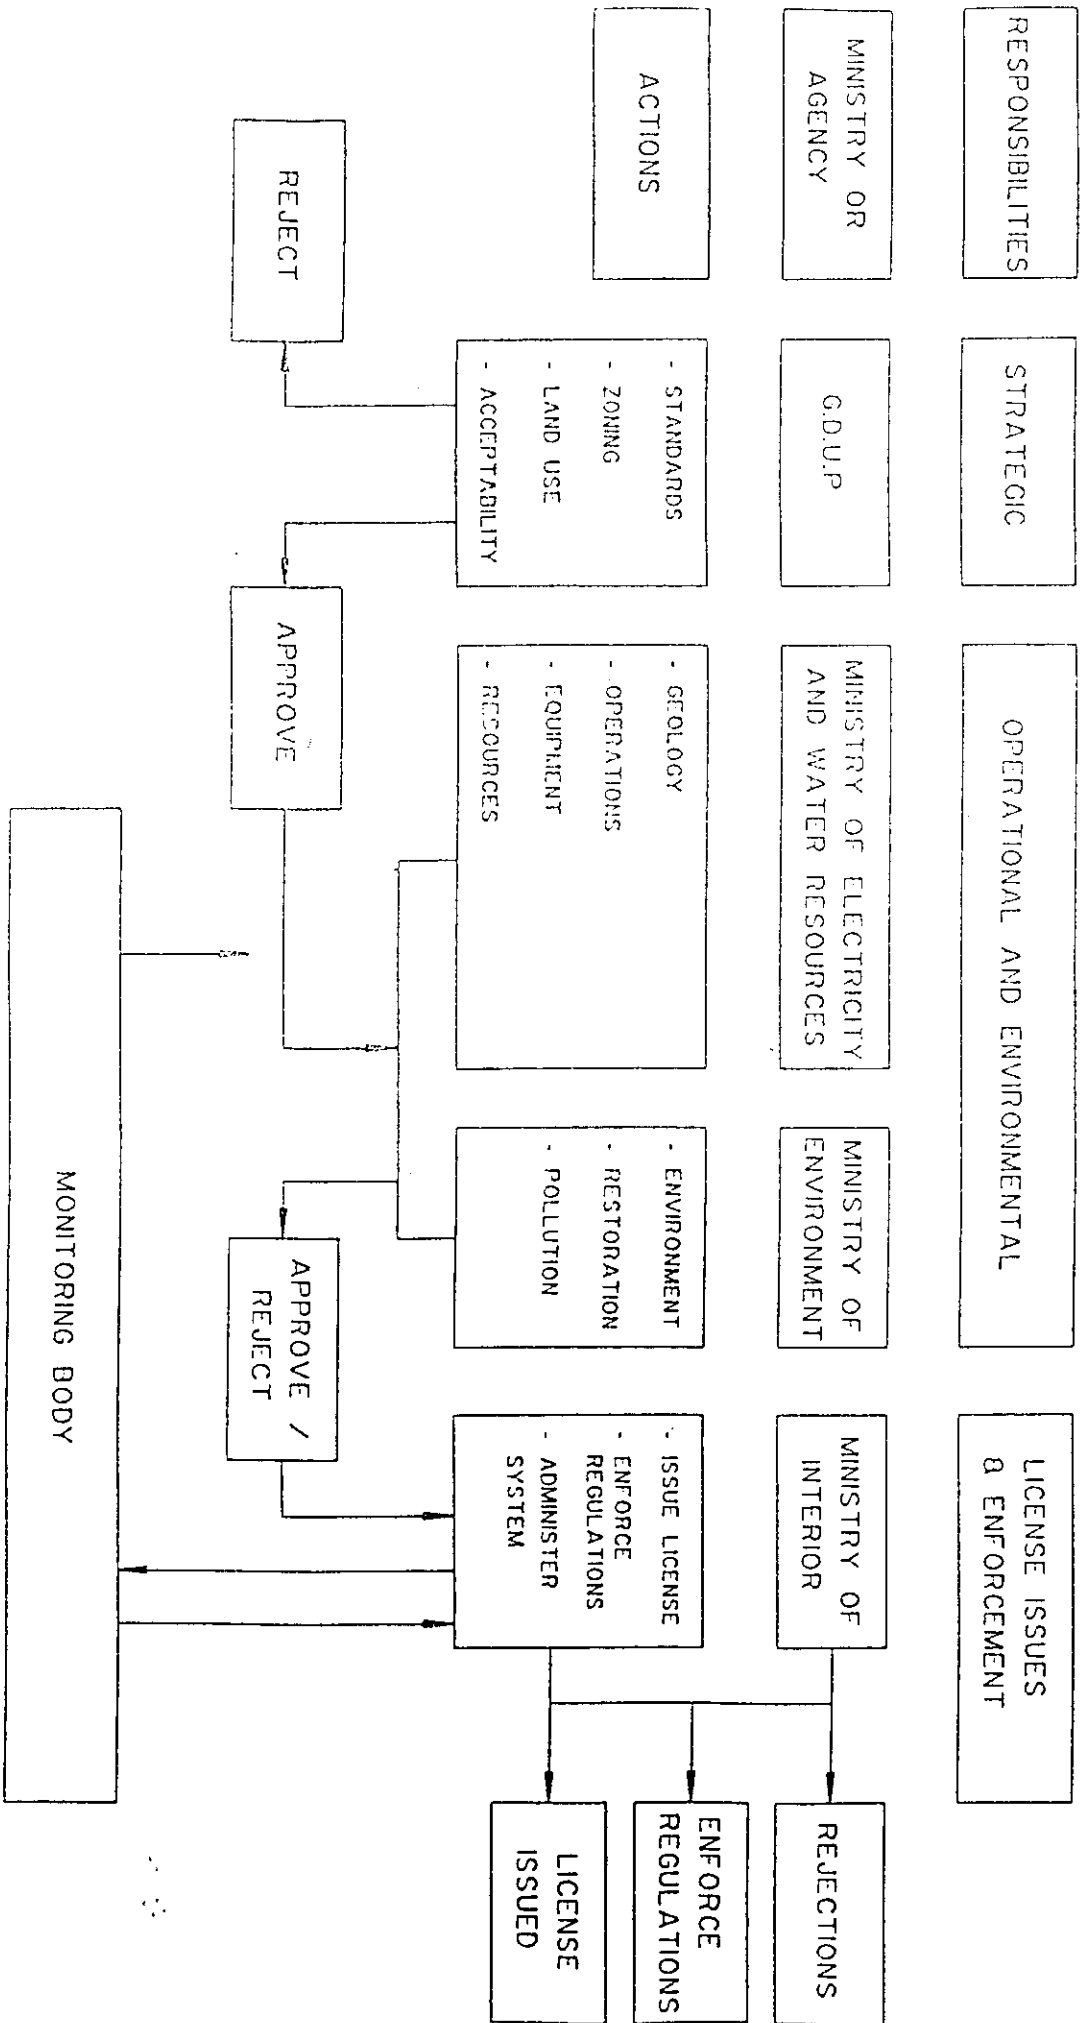 RESPONSIBILITIES
STRATEGIC
OPERATIONAL AND ENVIRONMENTAL
LICENSE ISSUES
& ENFORCEMENT
MINISTRY OR
AGENCY
G.D.U.P
MINISTRY OF ELECTRICITY
AND WATER RESOURCES
MINISTRY OF
ENVIRONMENT
MINISTRY OF
INTERIOR
REJECTIONS
ACTIONS
- STANDARDS
- ZONING
- LAND USE
- ACCEPTABILITY
- GEOLOGY
- OPERATIONS
- EQUIPMENT
- RESOURCES
- ENVIRONMENT
- RESTORATION
- POLLUTION
- ISSUE LICENSE
- ENFORCE
REGULATIONS
- ADMINISTER
SYSTEM
ENFORCE
REGULATIONS
LICENSE
ISSUED
REJECT
APPROVE
APPROVE /
REJECT
MONITORING BODY